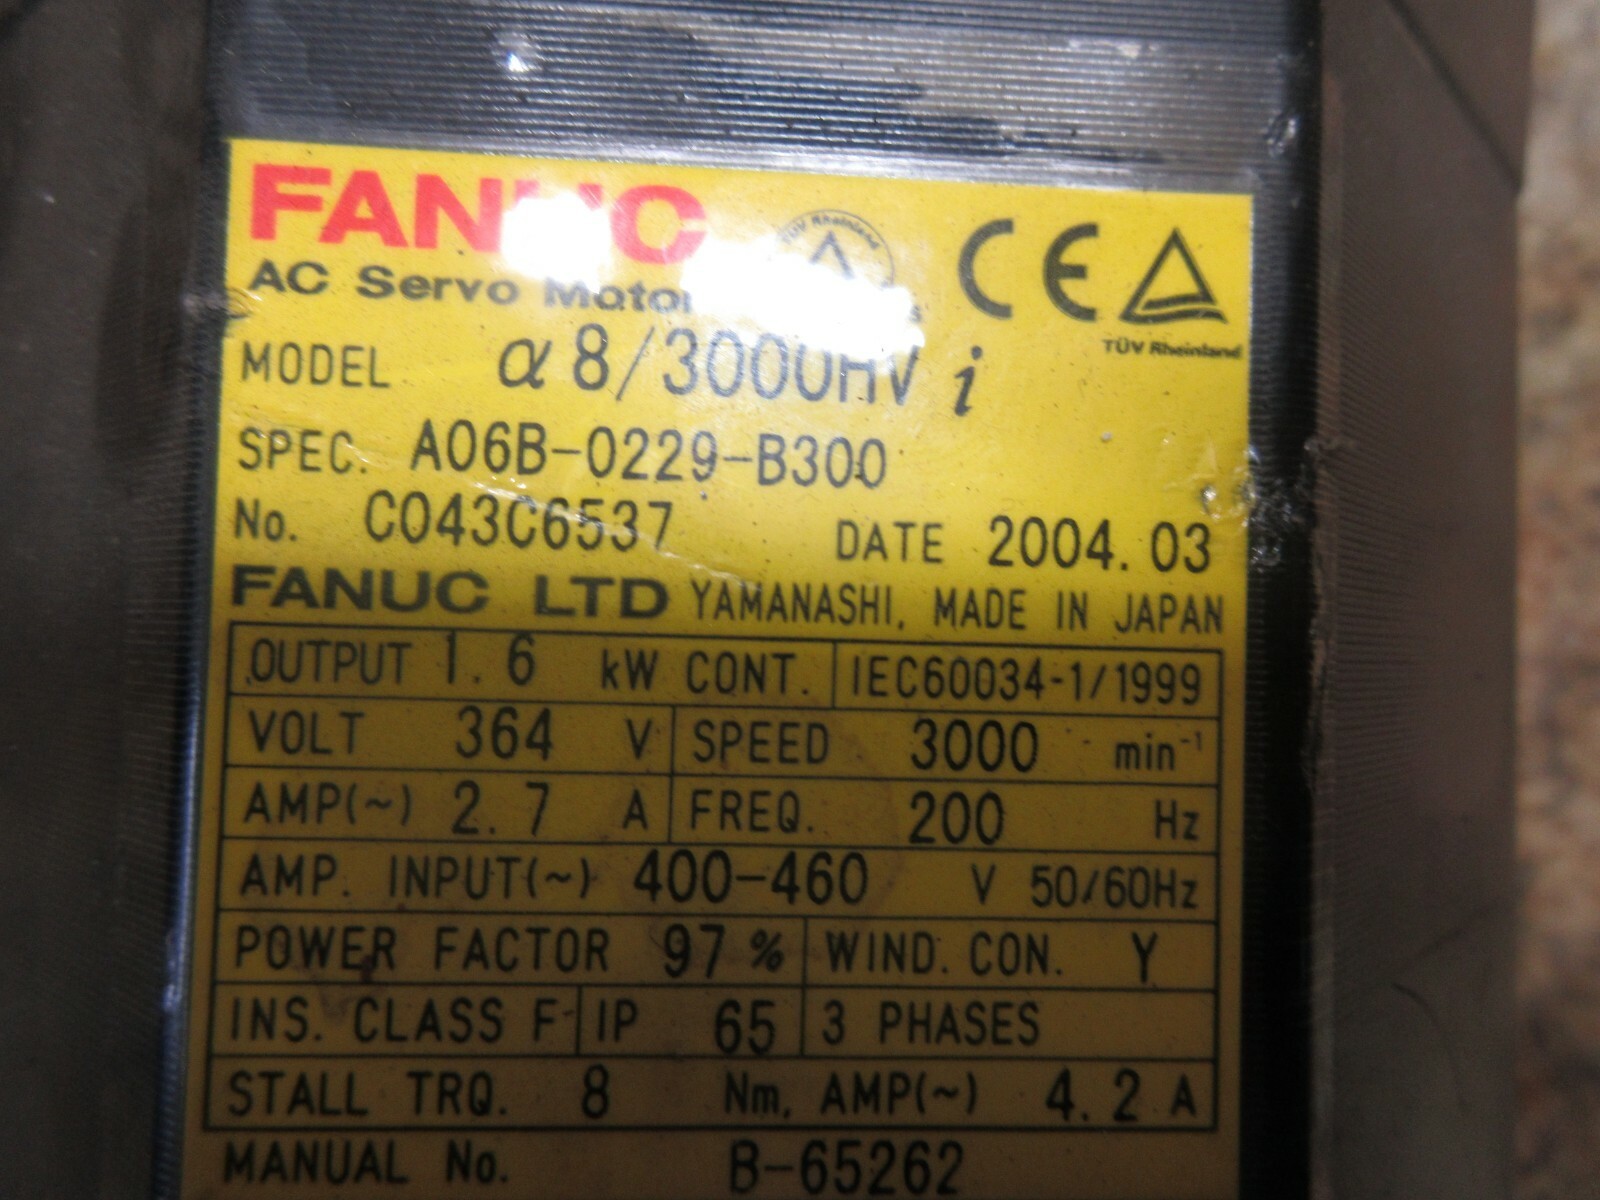 FANUC
AC Servo Motor
TÜV Rheinland
CE
TÜV Rheinland
MODEL α8/3000HV i
SPEC. A06B-0229-B300
No. C043C6537 DATE 2004.03
FANUC LTD YAMANASHI, MADE IN JAPAN
OUTPUT 1.6 kW CONT. IEC60034-1/1999
VOLT 364 V SPEED 3000 min⁻¹
AMP(~) 2.7 A FREQ. 200 Hz
AMP. INPUT(~) 400-460 V 50/60Hz
POWER FACTOR 97 % WIND. CON. Y
INS. CLASS F IP 65 3 PHASES
STALL TRQ. 8 Nm, AMP(~) 4.2 A
MANUAL No. B-65262